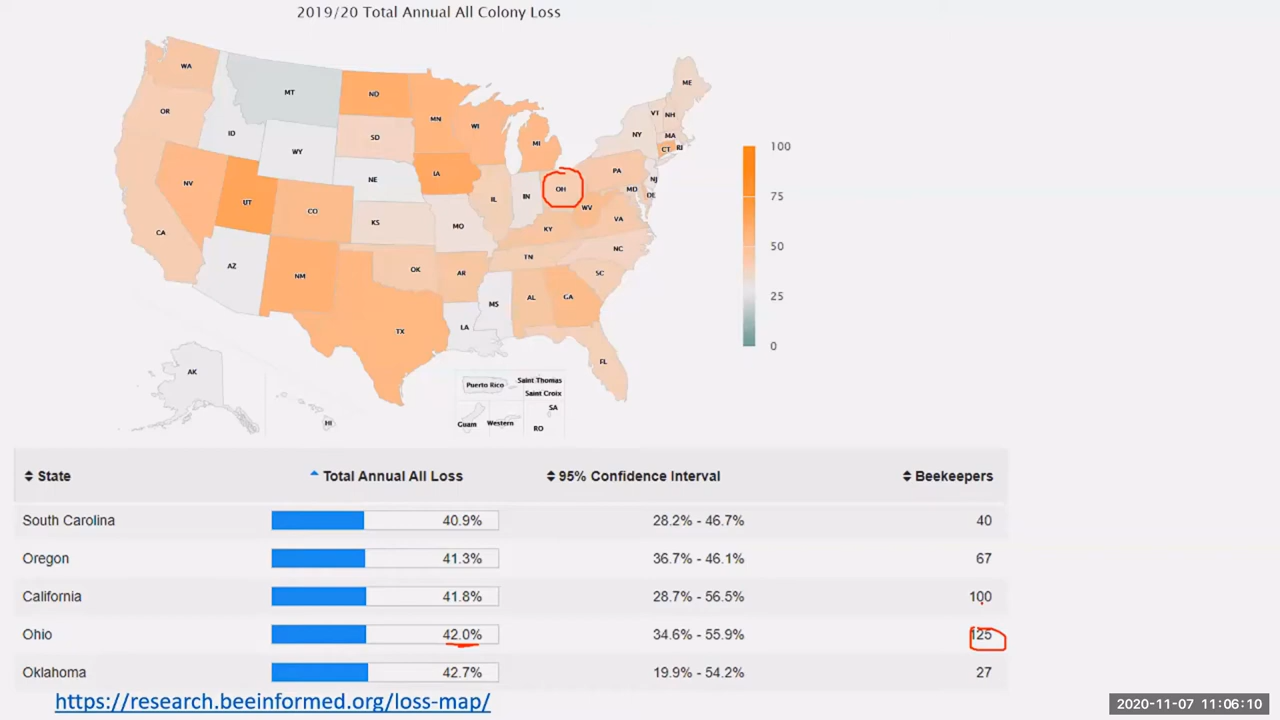 2019/20 Total Annual All Colony Loss
WA
OR
CA
NV
ID
MT
WY
UT
AZ
CO
NM
ND
SD
NE
KS
OK
TX
MN
IA
MO
AR
LA
WI
IL
MI
IN
OH
KY
TN
MS
AL
GA
FL
SC
NC
VA
WV
PA
NY
MD
DE
NJ
CT
RI
MA
VT
NH
ME
AK
HI
Puerto Rico
Saint Thomas
Saint Croix
Guam
Western
SA
RO
100
75
50
25
0
State Total Annual All Loss 95% Confidence Interval Beekeepers
South Carolina 40.9% 28.2% - 46.7% 40
Oregon 41.3% 36.7% - 46.1% 67
California 41.8% 28.7% - 56.5% 100
Ohio 42.0% 34.6% - 55.9% 125
Oklahoma 42.7% 19.9% - 54.2% 27
https://research.beeinformed.org/loss-map/
2020-11-07 11:06:10